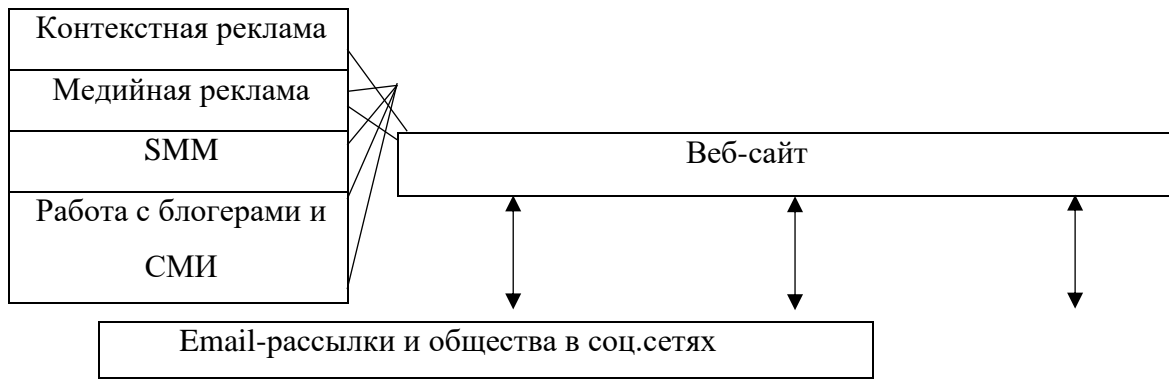 Контекстная реклама
Медийная реклама
SMM
Работа с блогерами и
СМИ
Веб-сайт
Email-рассылки и общества в соц.сетях